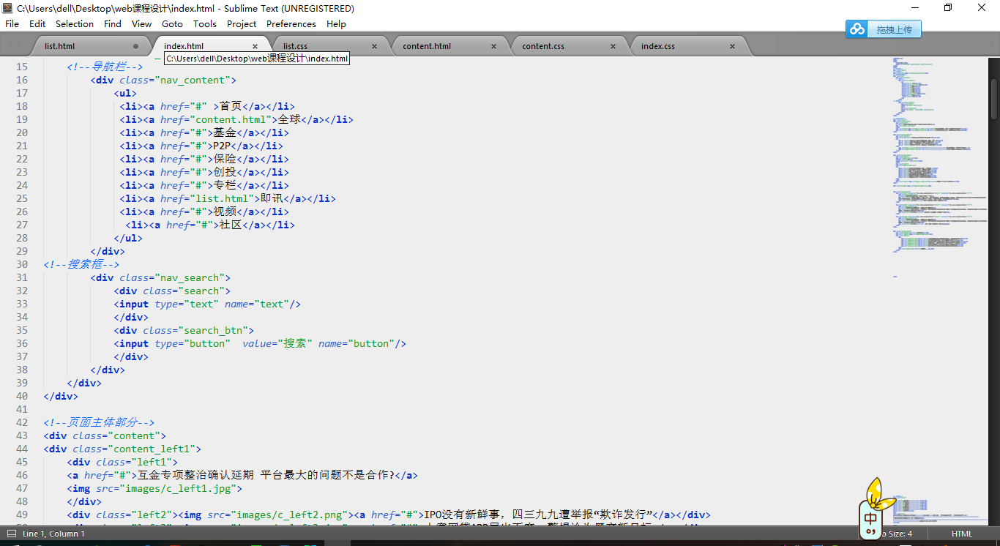 C:\Users\dell\Desktop\web课程设计\index.html - Sublime Text (UNREGISTERED)
File Edit Selection Find View Goto Tools Project Preferences Help
拖拽上传
list.html index.html list.css content.html content.css index.css
C:\Users\dell\Desktop\web课程设计\index.html
15 <!--导航栏-->
16 <div class="nav_content">
17 <ul>
18 <li><a href="#" >首页</a></li>
19 <li><a href="content.html">全球</a></li>
20 <li><a href="#">基金</a></li>
21 <li><a href="#">P2P</a></li>
22 <li><a href="#">保险</a></li>
23 <li><a href="#">创投</a></li>
24 <li><a href="#">专栏</a></li>
25 <li><a href="list.html">即讯</a></li>
26 <li><a href="#">视频</a></li>
27 <li><a href="#">社区</a></li>
28 </ul>
29 </div>
30 <!--搜索框-->
31 <div class="nav_search">
32 <div class="search">
33 <input type="text" name="text"/>
34 </div>
35 <div class="search_btn">
36 <input type="button"  value="搜索" name="button"/>
37 </div>
38 </div>
39 </div>
40 </div>
41
42 <!--页面主体部分-->
43 <div class="content">
44 <div class="content_left1">
45 <div class="left1">
46 <a href="#">互金专项整治确认延期 平台最大的问题不是合作?</a>
47 <img src="images/c_left1.jpg">
48 </div>
49 <div class="left2"><img src="images/c_left2.png"><a href="#">IPO没有新鲜事，四三九九遭举报“欺诈发行”</a></div>
中
Line 1, Column 1
Size: 4
HTML